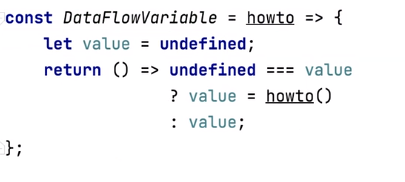 const DataFlowVariable = howto => {
    let value = undefined;
    return () => undefined === value
                 ? value = howto()
                 : value;
};